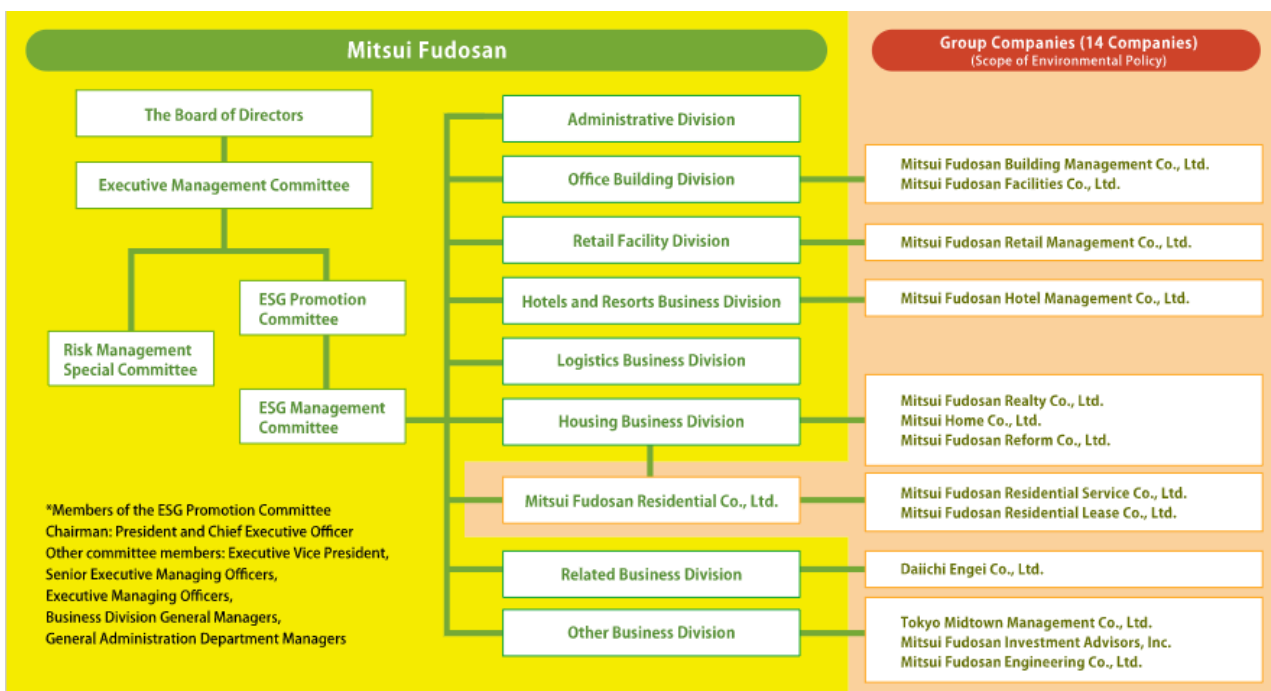 Mitsui Fudosan
Group Companies (14 Companies)
(Scope of Environmental Policy)
The Board of Directors
Executive Management Committee
ESG Promotion
Committee
Risk Management
Special Committee
ESG Management
Committee
*Members of the ESG Promotion Committee
Chairman: President and Chief Executive Officer
Other committee members: Executive Vice President,
Senior Executive Managing Officers,
Executive Managing Officers,
Business Division General Managers,
General Administration Department Managers
Administrative Division
Office Building Division
Retail Facility Division
Hotels and Resorts Business Division
Logistics Business Division
Housing Business Division
Mitsui Fudosan Residential Co., Ltd.
Related Business Division
Other Business Division
Mitsui Fudosan Building Management Co., Ltd.
Mitsui Fudosan Facilities Co., Ltd.
Mitsui Fudosan Retail Management Co., Ltd.
Mitsui Fudosan Hotel Management Co., Ltd.
Mitsui Fudosan Realty Co., Ltd.
Mitsui Home Co., Ltd.
Mitsui Fudosan Reform Co., Ltd.
Mitsui Fudosan Residential Service Co., Ltd.
Mitsui Fudosan Residential Lease Co., Ltd.
Daiichi Engei Co., Ltd.
Tokyo Midtown Management Co., Ltd.
Mitsui Fudosan Investment Advisors, Inc.
Mitsui Fudosan Engineering Co., Ltd.